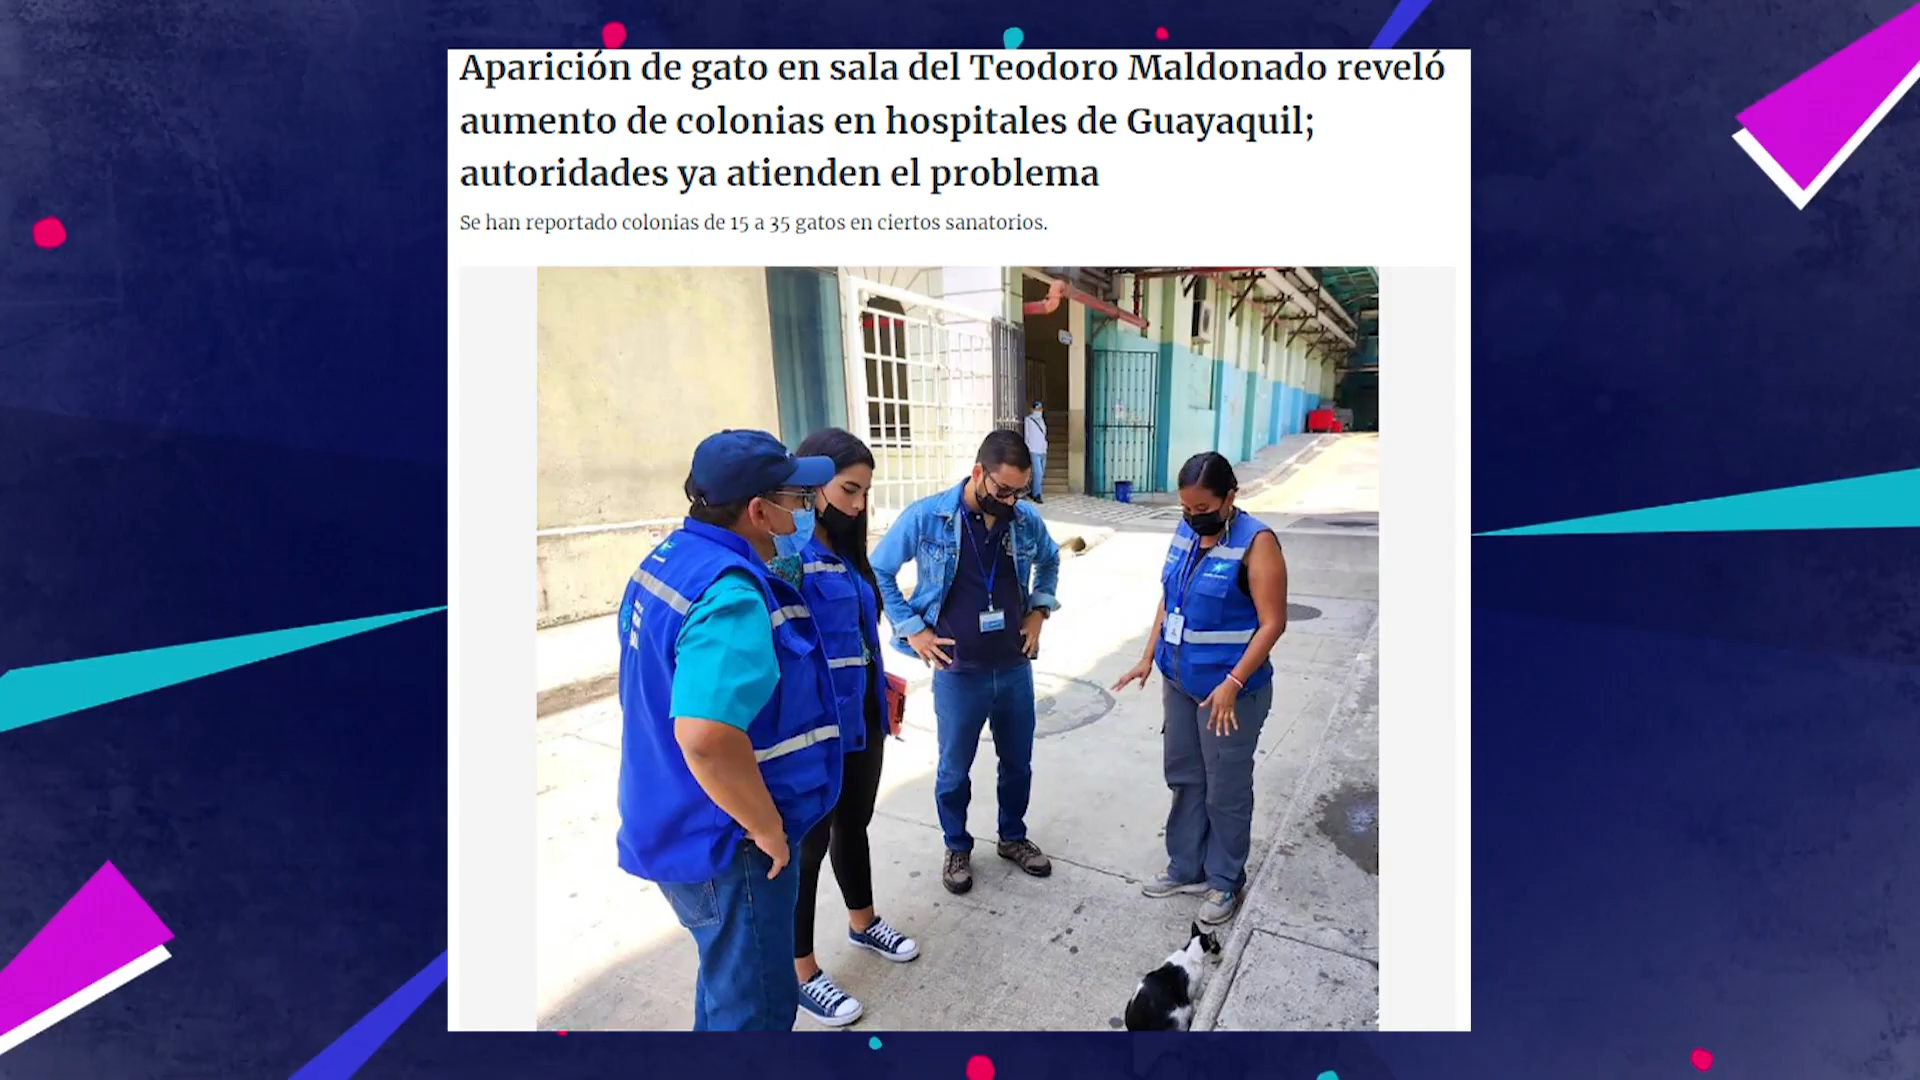 Aparición de gato en sala del Teodoro Maldonado reveló
aumento de colonias en hospitales de Guayaquil;
autoridades ya atienden el problema
Se han reportado colonias de 15 a 35 gatos en ciertos sanatorios.